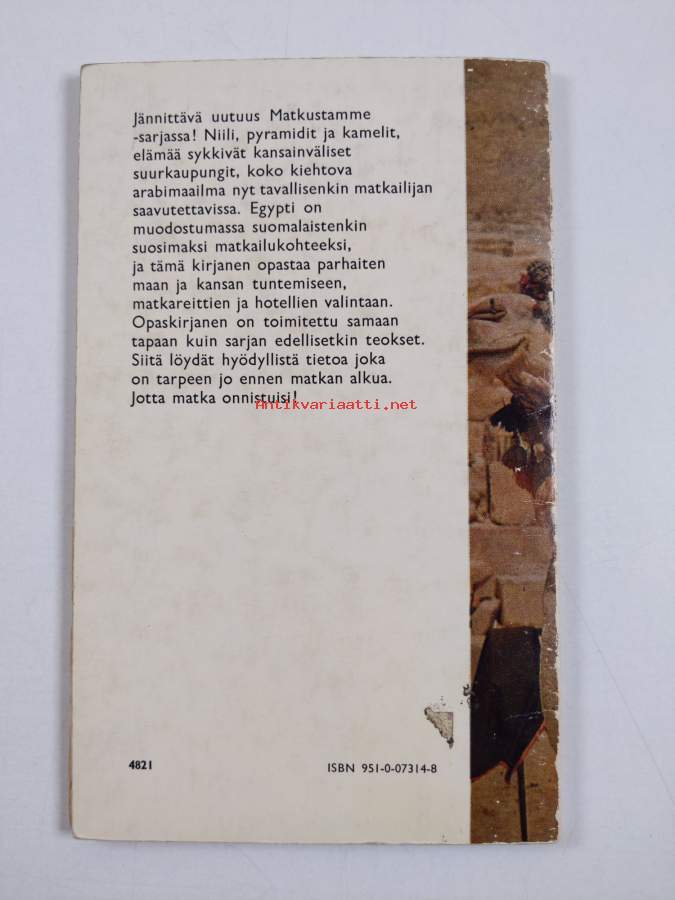 Jännittävä uutuus Matkustamme
-sarjassa! Niili, pyramidit ja kamelit,
elämää sykkivät kansainväliset
suurkaupungit, koko kiehtova
arabimaailma nyt tavallisenkin matkailijan
saavutettavissa. Egypti on
muodostumassa suomalaistenkin
suosimaksi matkailukohteeksi,
ja tämä kirjanen opastaa parhaiten
maan ja kansan tuntemiseen,
matkareittien ja hotellien valintaan.
Opaskirjanen on toimitettu samaan
tapaan kuin sarjan edellisetkin teokset.
Siitä löydät hyödyllistä tietoa joka
on tarpeen jo ennen matkan alkua.
Jotta matka onnistuisi!
Antikvariaatti.net
4821
ISBN 951-0-07314-8